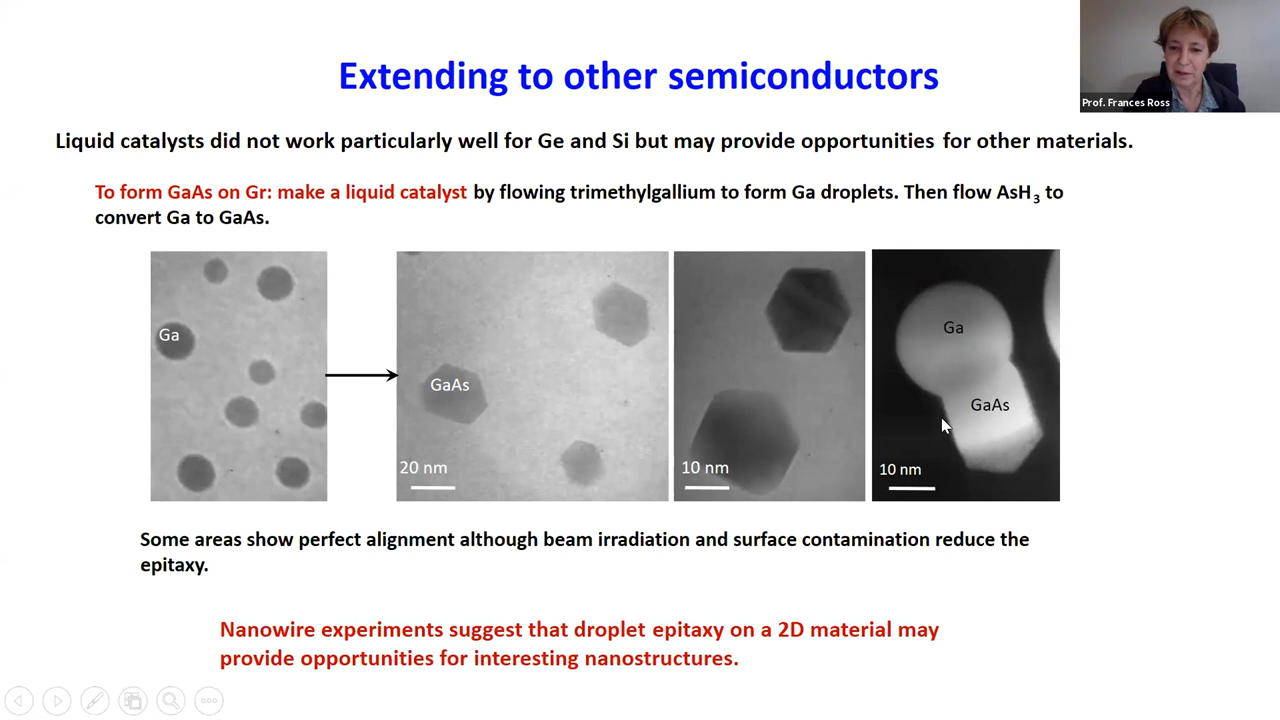 Extending to other semiconductors
Prof. Frances Ross
Liquid catalysts did not work particularly well for Ge and Si but may provide opportunities for other materials.
To form GaAs on Gr: make a liquid catalyst by flowing trimethylgallium to form Ga droplets. Then flow AsH₃ to
convert Ga to GaAs.
Ga
GaAs
20 nm
10 nm
Ga
GaAs
10 nm
Some areas show perfect alignment although beam irradiation and surface contamination reduce the
epitaxy.
Nanowire experiments suggest that droplet epitaxy on a 2D material may
provide opportunities for interesting nanostructures.